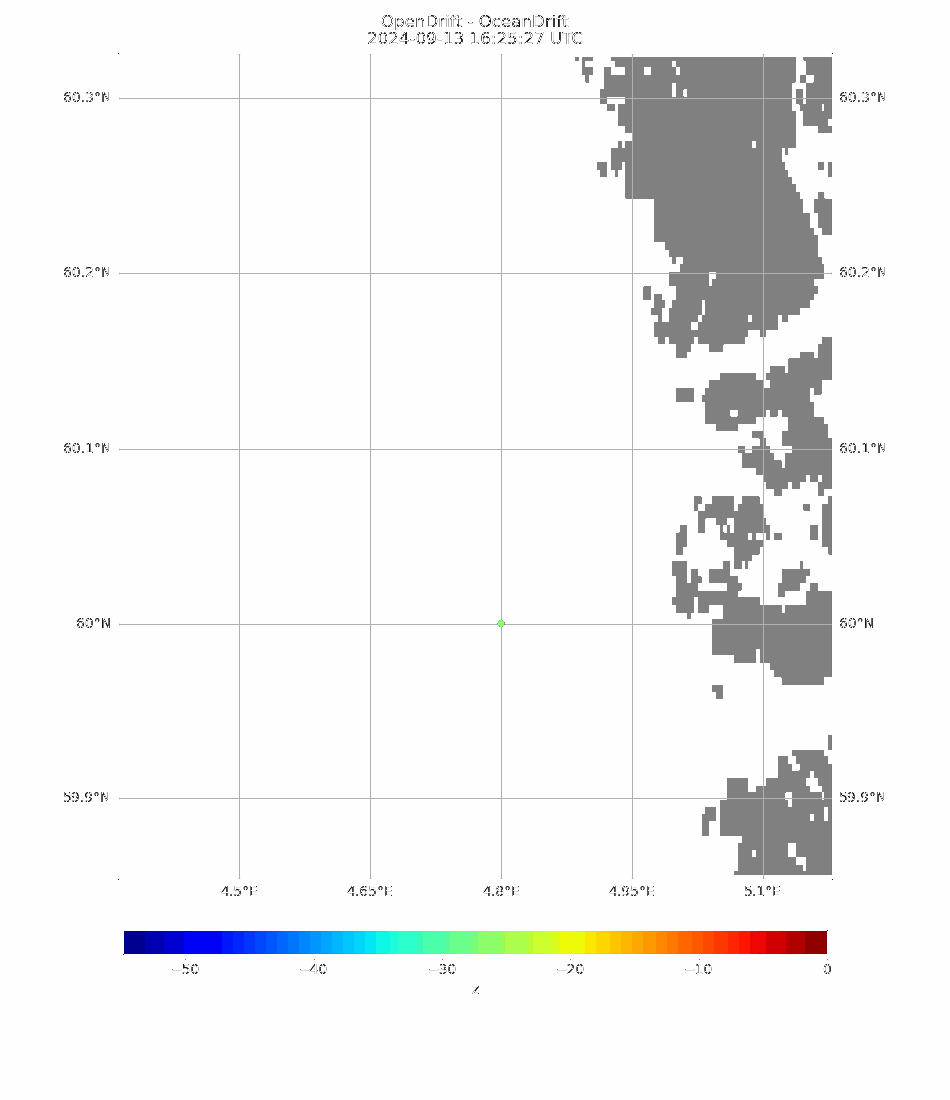 OpenDrift - OceanDrift
2024-09-13 16:25:27 UTC
60.3°N 60.3°N
60.2°N 60.2°N
60.1°N 60.1°N
60°N 60°N
59.9°N 59.9°N
4.5°E 4.65°E 4.8°E 4.95°E 5.1°E
−50 −40 −30 −20 −10 0
z